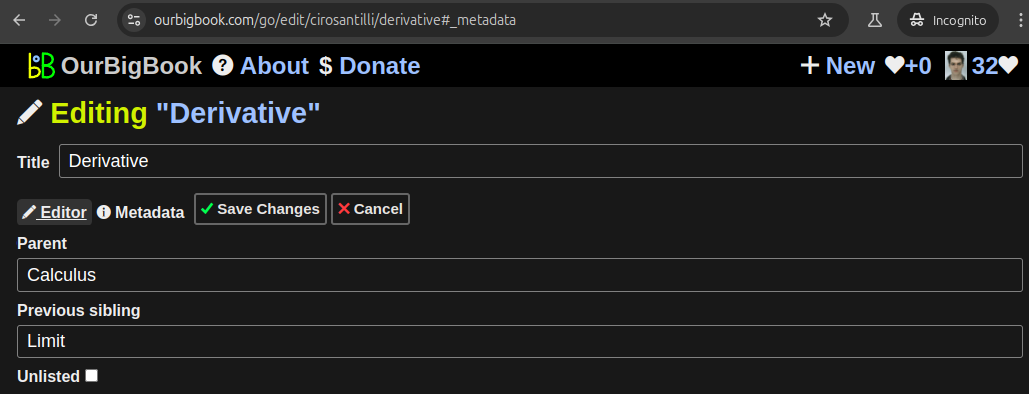 ourbigbook.com/go/edit/cirosantilli/derivative#_metadata Incognito
OurBigBook ? About $ Donate + New +0 32
Editing "Derivative"
Title Derivative
Editor Metadata Save Changes Cancel
Parent
Calculus
Previous sibling
Limit
Unlisted